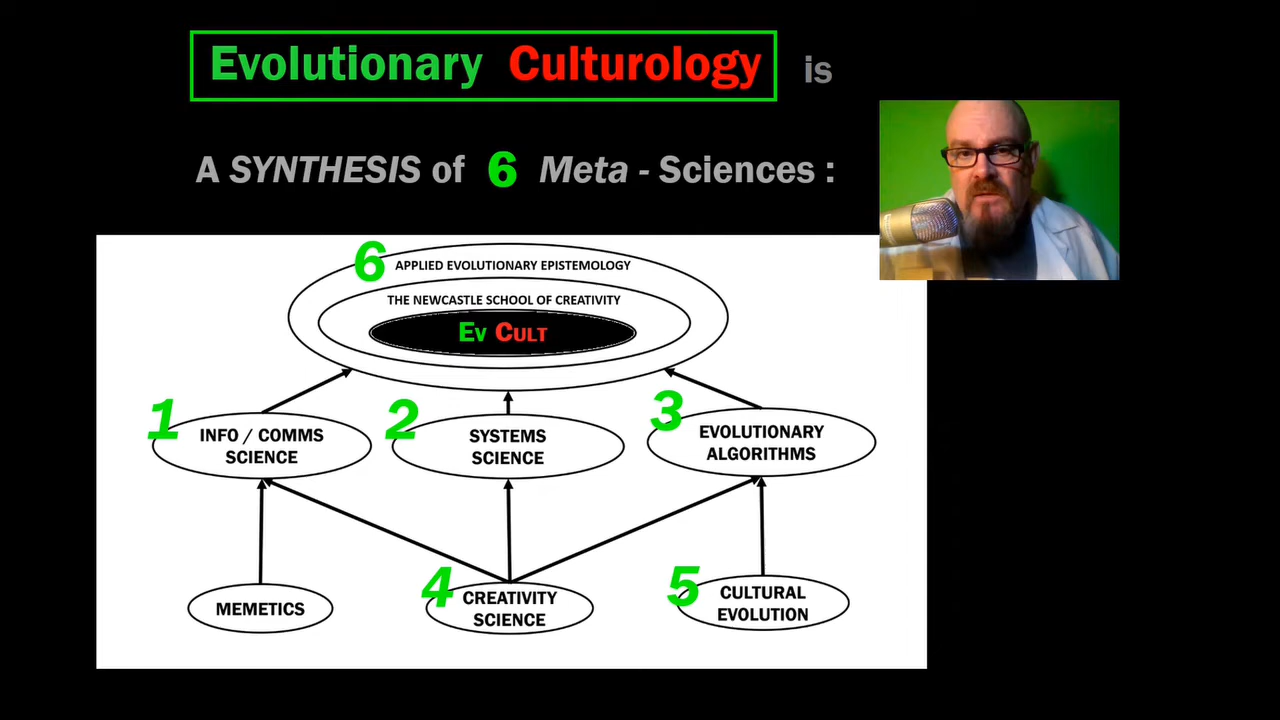 Evolutionary Culturology is
A SYNTHESIS of 6 Meta - Sciences :
6 APPLIED EVOLUTIONARY EPISTEMOLOGY
THE NEWCASTLE SCHOOL OF CREATIVITY
EV CULT
1 INFO / COMMS
SCIENCE
2 SYSTEMS
SCIENCE
3 EVOLUTIONARY
ALGORITHMS
MEMETICS
4 CREATIVITY
SCIENCE
5 CULTURAL
EVOLUTION